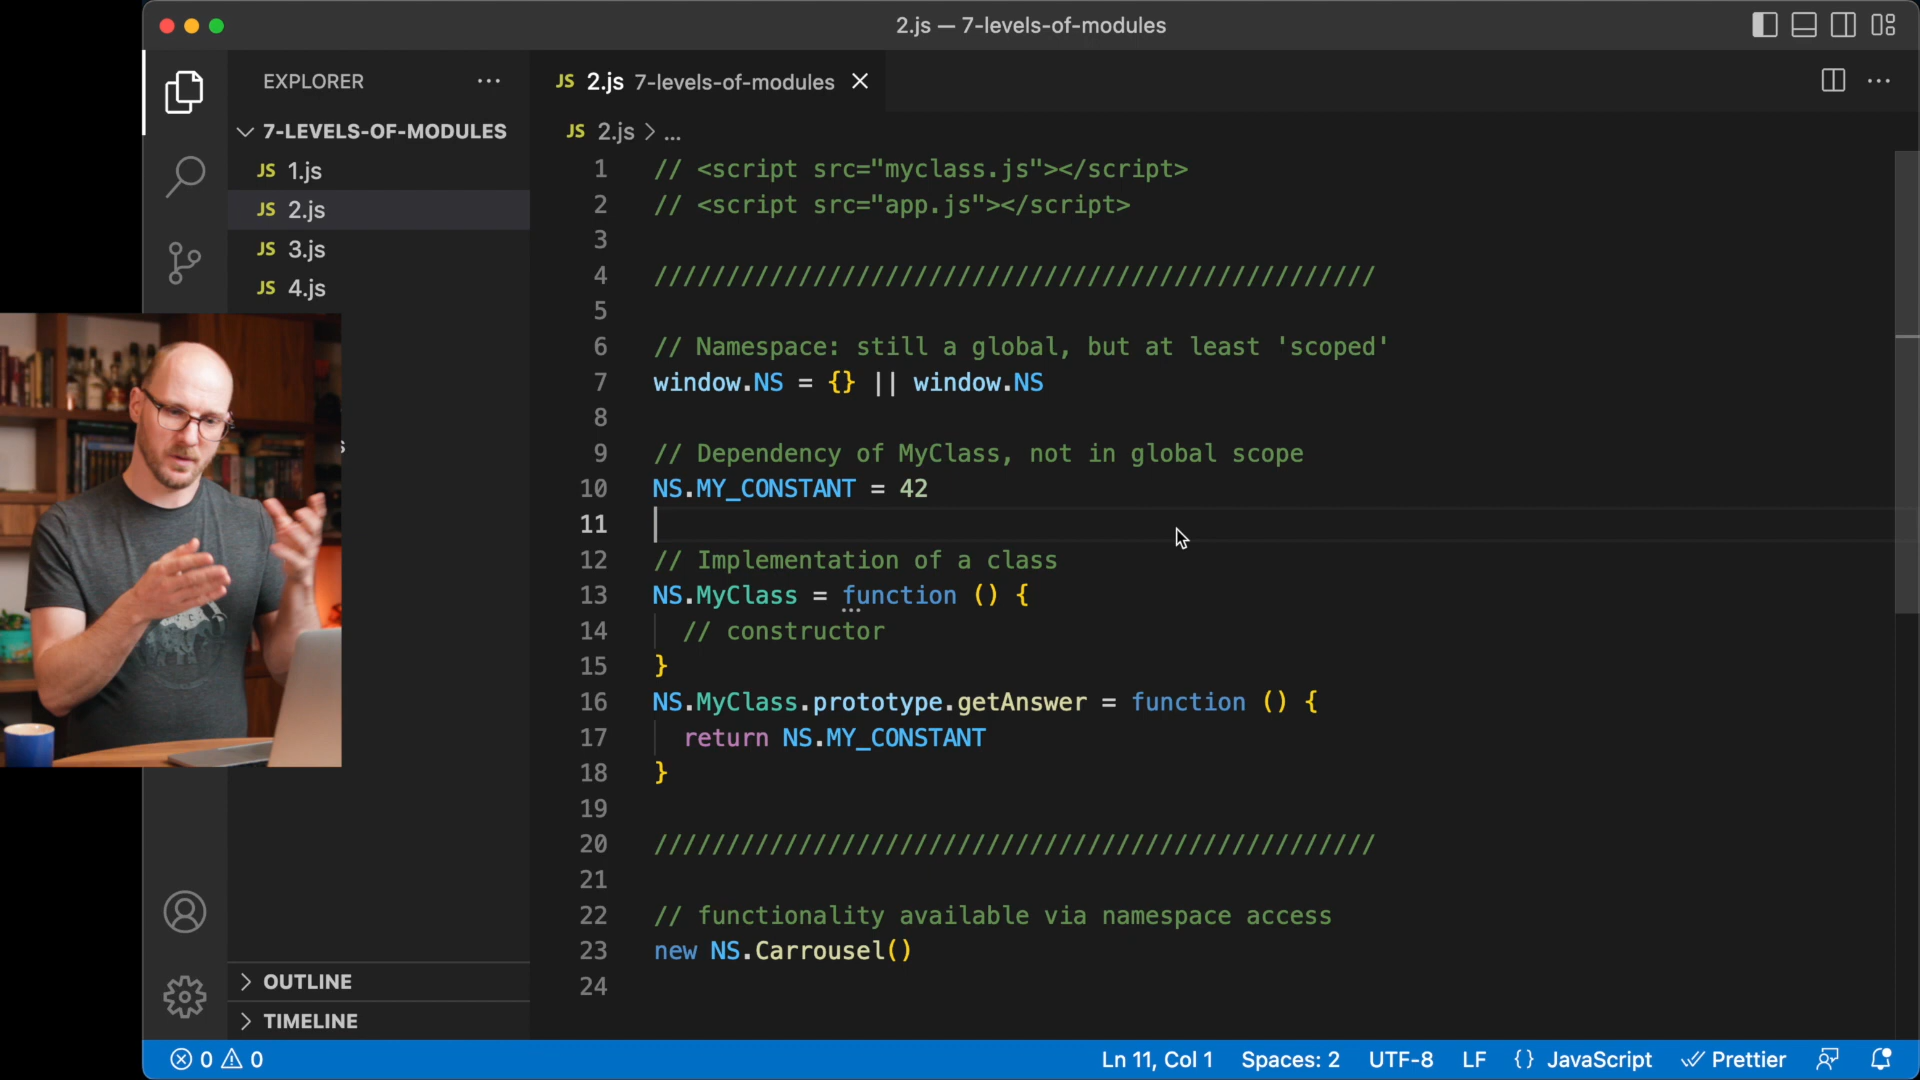 2.js — 7-levels-of-modules
EXPLORER
7-LEVELS-OF-MODULES
JS 1.js
JS 2.js
JS 3.js
JS 4.js
s
OUTLINE
TIMELINE
JS 2.js 7-levels-of-modules
JS 2.js > ...
1 // <script src="myclass.js"></script>
2 // <script src="app.js"></script>
3
4 //////////////////////////////////////////////////
5
6 // Namespace: still a global, but at least 'scoped'
7 window.NS = {} || window.NS
8
9 // Dependency of MyClass, not in global scope
10 NS.MY_CONSTANT = 42
11
12 // Implementation of a class
13 NS.MyClass = function () {
14 // constructor
15 }
16 NS.MyClass.prototype.getAnswer = function () {
17 return NS.MY_CONSTANT
18 }
19
20 //////////////////////////////////////////////////
21
22 // functionality available via namespace access
23 new NS.Carrousel()
24
0 0 Ln 11, Col 1 Spaces: 2 UTF-8 LF {} JavaScript Prettier